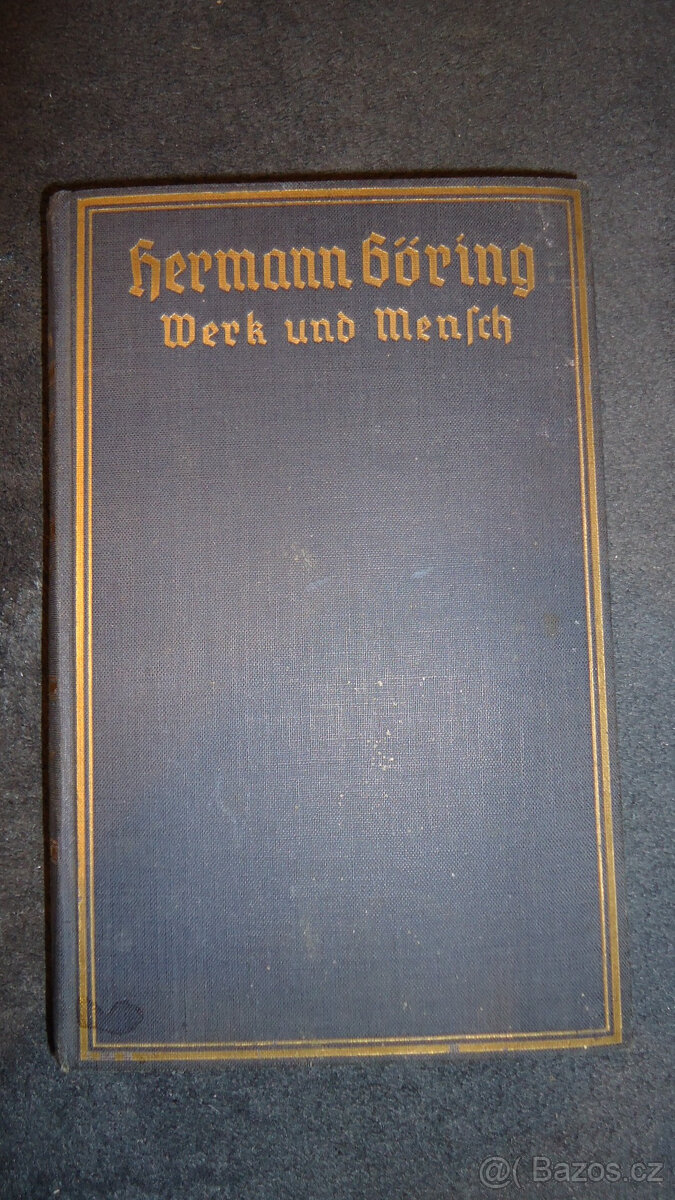 Hermann Göring
Werk und Menſch
@ Bazos.cz